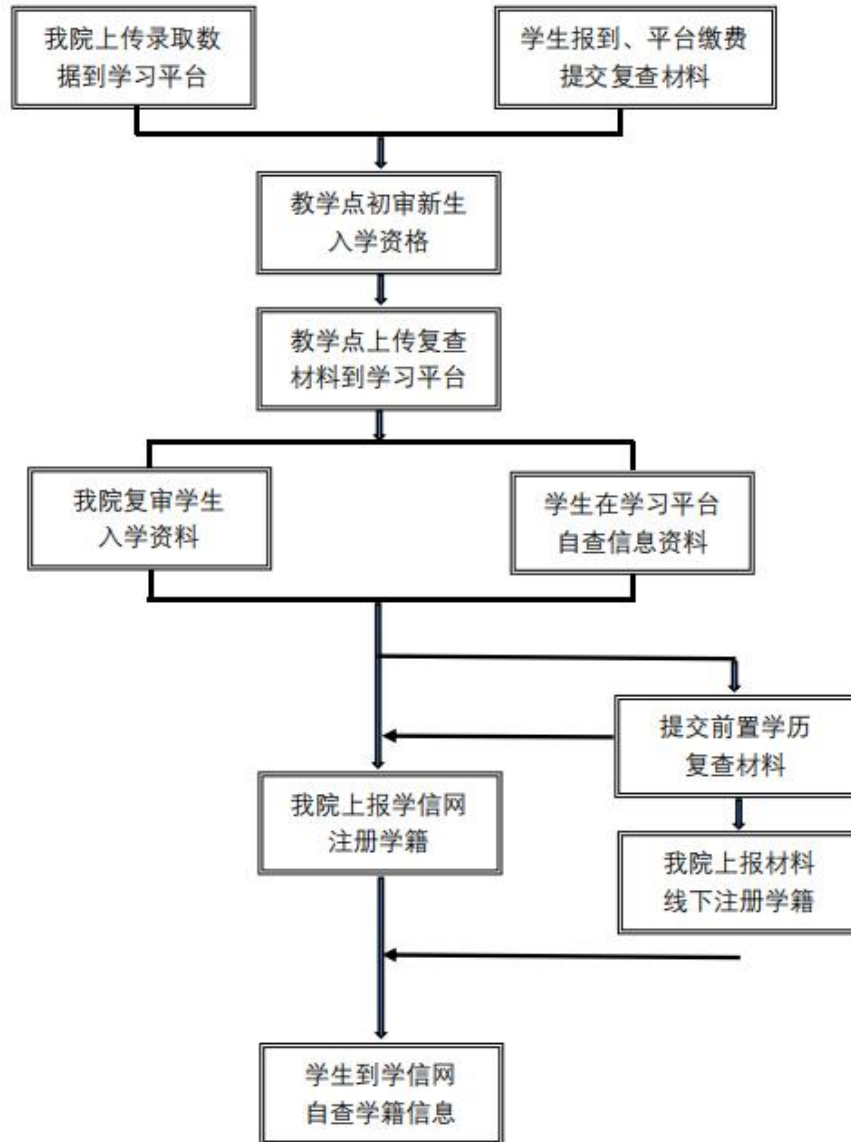 我院上传录取数
据到学习平台
学生报到、平台缴费
提交复查材料
教学点初审新生
入学资格
教学点上传复查
材料到学习平台
我院复审学生
入学资料
学生在学习平台
自查信息资料
提交前置学历
复查材料
我院上报学信网
注册学籍
我院上报材料
线下注册学籍
学生到学信网
自查学籍信息